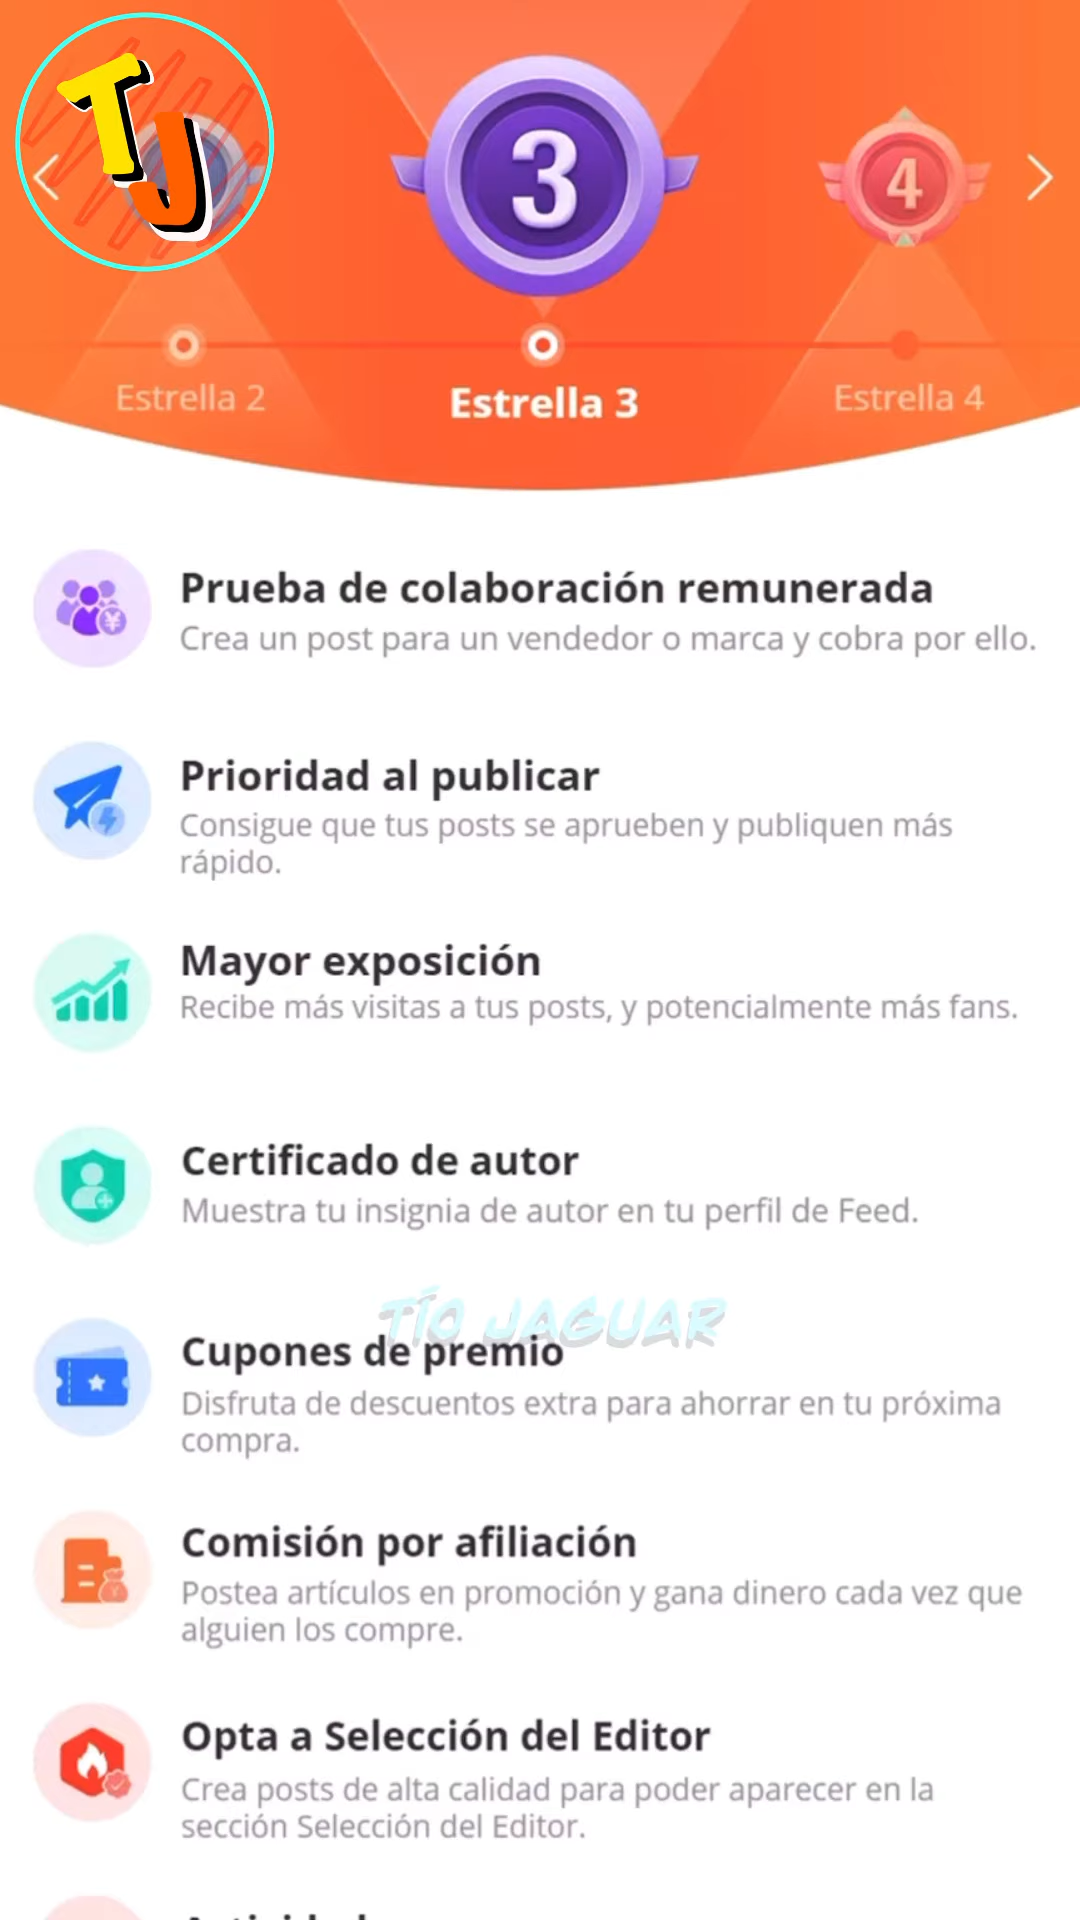 TJ
3
4
Estrella 2
Estrella 3
Estrella 4
Prueba de colaboración remunerada
Crea un post para un vendedor o marca y cobra por ello.
Prioridad al publicar
Consigue que tus posts se aprueben y publiquen más
rápido.
Mayor exposición
Recibe más visitas a tus posts, y potencialmente más fans.
Certificado de autor
Muestra tu insignia de autor en tu perfil de Feed.
TÍO JAGUAR
Cupones de premio
Disfruta de descuentos extra para ahorrar en tu próxima
compra.
Comisión por afiliación
Postea artículos en promoción y gana dinero cada vez que
alguien los compre.
Opta a Selección del Editor
Crea posts de alta calidad para poder aparecer en la
sección Selección del Editor.